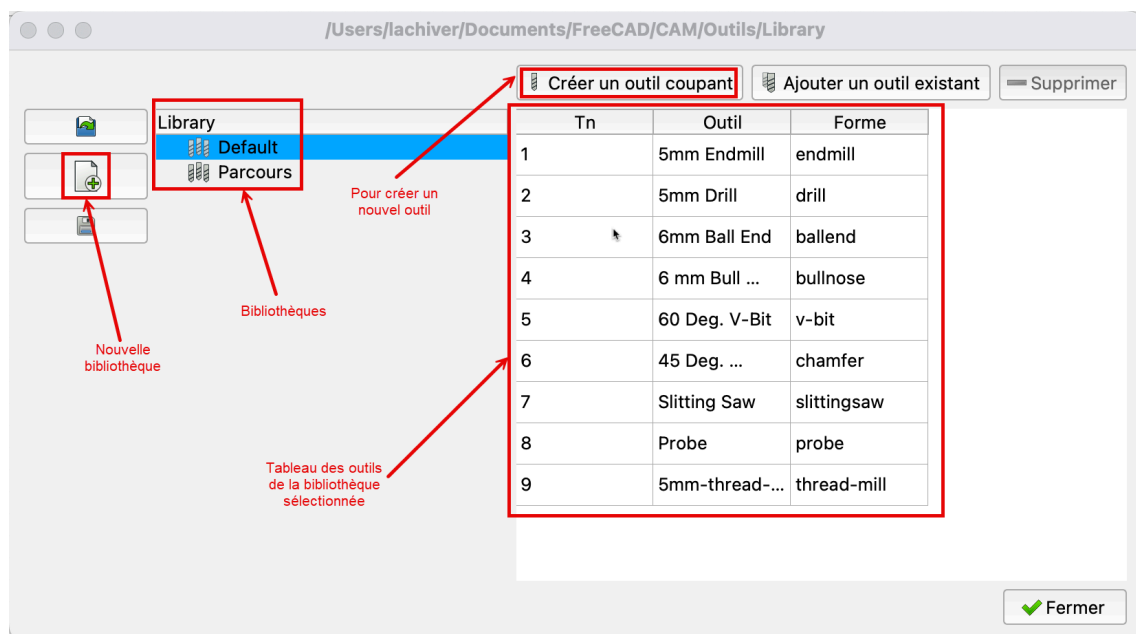 /Users/lachiver/Documents/FreeCAD/CAM/Outils/Library
Créer un outil coupant
Ajouter un outil existant
Supprimer
Library
Default
Parcours
Pour créer un
nouvel outil
Bibliothèques
Nouvelle
bibliothèque
Tableau des outils
de la bibliothèque
sélectionnée
Tn Outil Forme
1 5mm Endmill endmill
2 5mm Drill drill
3 6mm Ball End ballend
4 6 mm Bull ... bullnose
5 60 Deg. V-Bit v-bit
6 45 Deg. ... chamfer
7 Slitting Saw slittingsaw
8 Probe probe
9 5mm-thread-... thread-mill
Fermer